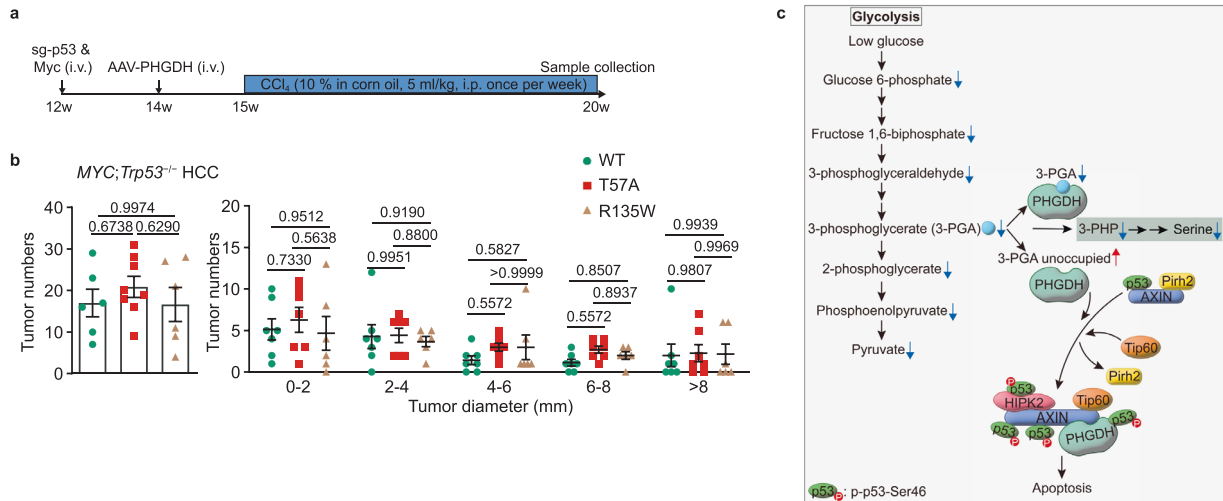 a
sg-p53 &
Myc (i.v.)
AAV-PHGDH (i.v.)
Sample collection
CCl₄ (10 % in corn oil, 5 ml/kg, i.p. once per week)
12w
14w
15w
20w
b
MYC;Trp53⁻/⁻ HCC
WT
T57A
R135W
Tumor numbers
40
30
20
10
0
0.9974
0.6738
0.6290
Tumor numbers
20
15
10
5
0
0.9512
0.5638
0.7330
0.9190
0.8800
0.9951
0.5827
>0.9999
0.5572
0.8507
0.8937
0.5572
0.9939
0.9969
0.9807
0-2
2-4
4-6
6-8
>8
Tumor diameter (mm)
c
Glycolysis
Low glucose
Glucose 6-phosphate
Fructose 1,6-biphosphate
3-phosphoglyceraldehyde
3-phosphoglycerate (3-PGA)
2-phosphoglycerate
Phosphoenolpyruvate
Pyruvate
3-PGA
PHGDH
3-PHP
Serine
3-PGA unoccupied
PHGDH
p53
Pirh2
AXIN
Tip60
Pirh2
P
p53
HIPK2
Tip60
AXIN
p53
P
p53
P
p53
P
PHGDH
Apoptosis
p53
P
: p-p53-Ser46